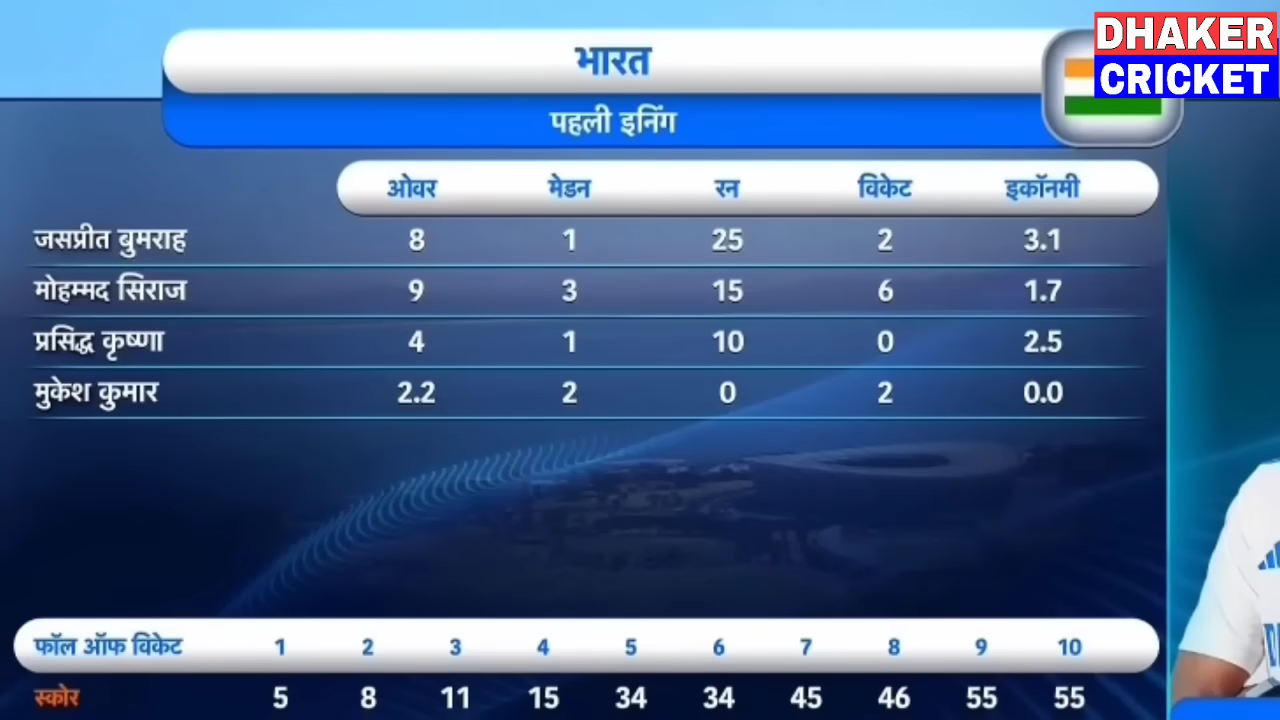 DHAKER
CRICKET
भारत
पहली इनिंग
ओवर मेडन रन विकेट इकॉनमी
जसप्रीत बुमराह 8 1 25 2 3.1
मोहम्मद सिराज 9 3 15 6 1.7
प्रसिद्ध कृष्णा 4 1 10 0 2.5
मुकेश कुमार 2.2 2 0 2 0.0
फॉल ऑफ विकेट 1 2 3 4 5 6 7 8 9 10
स्कोर 5 8 11 15 34 34 45 46 55 55